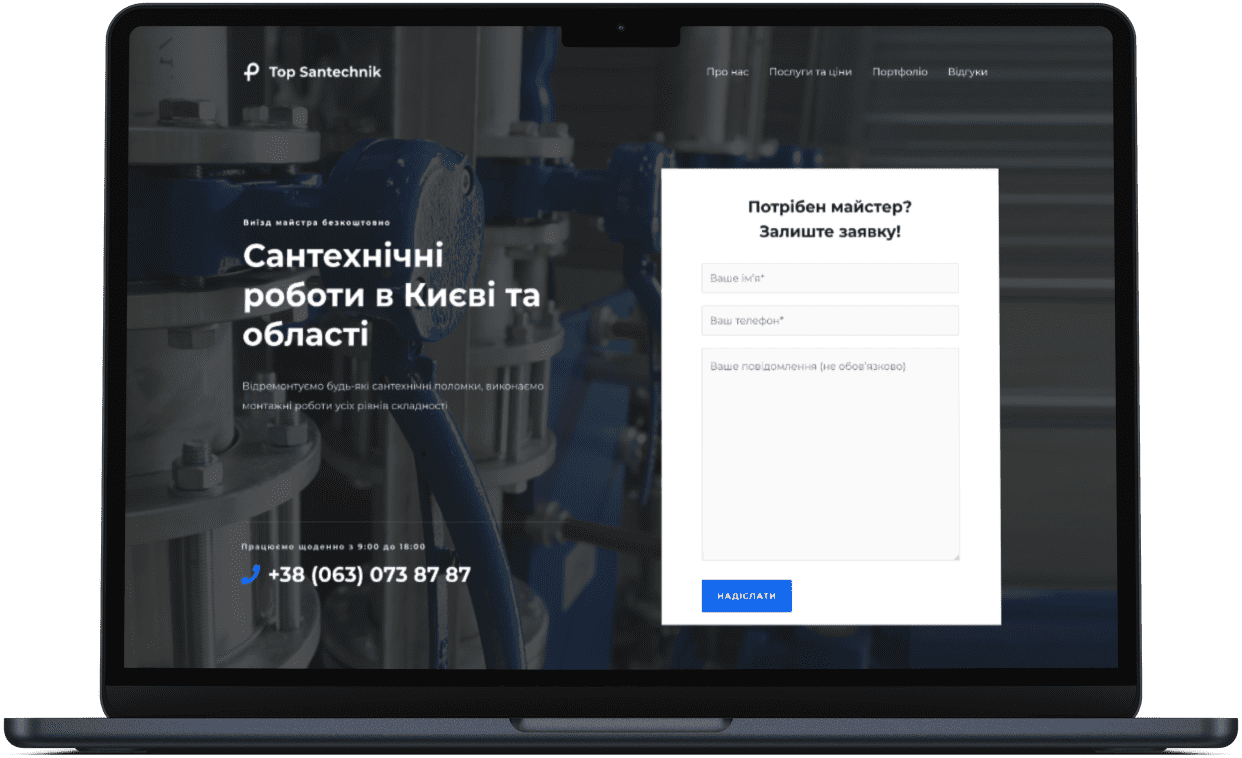 Top Santechnik
Про нас Послуги та ціни Портфоліо Відгуки
Виїзд майстра безкоштовно
Сантехнічні
роботи в Києві та
області
Відремонтуємо будь-які сантехнічні поломки, виконаємо
монтажні роботи усіх рівнів складності
Працюємо щоденно з 9:00 до 18:00
+38 (063) 073 87 87
Потрібен майстер?
Залиште заявку!
Ваше ім'я*
Ваш телефон*
Ваше повідомлення (не обов'язково)
НАДІСЛАТИ